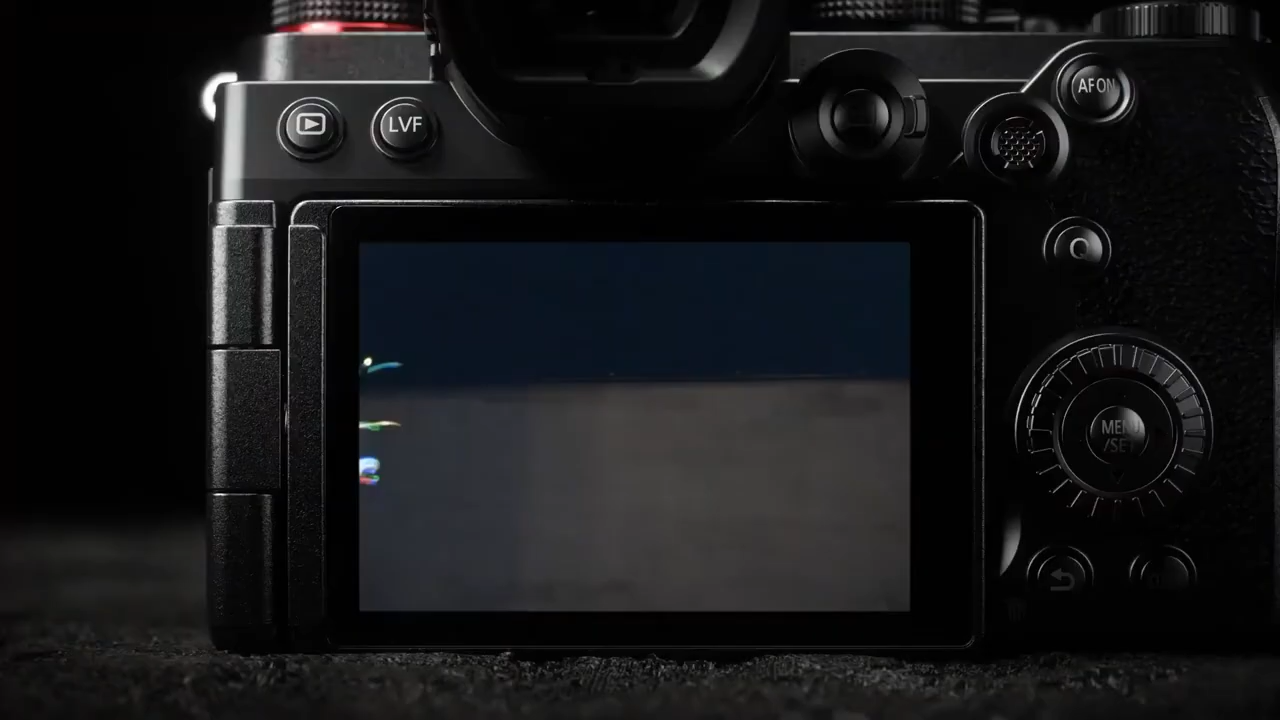 LVF
AF ON
Q
MENU
/SET